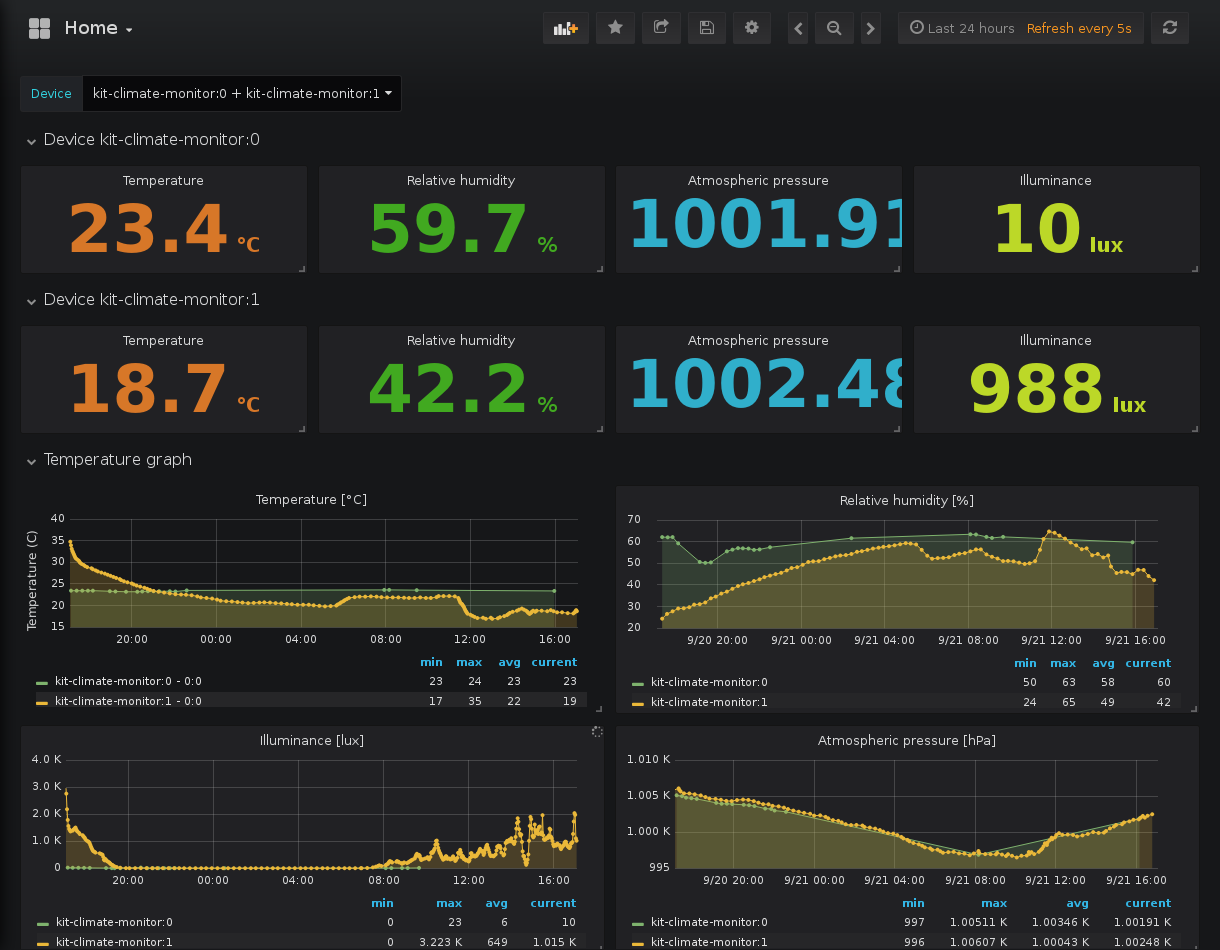 Home
Last 24 hours Refresh every 5s
Device kit-climate-monitor:0 + kit-climate-monitor:1
Device kit-climate-monitor:0
Temperature Relative humidity Atmospheric pressure Illuminance
23.4 °C 59.7 % 1001.91 10 lux
Device kit-climate-monitor:1
Temperature Relative humidity Atmospheric pressure Illuminance
18.7 °C 42.2 % 1002.48 988 lux
Temperature graph
Temperature [°C]
Temperature (C)
40
35
30
25
20
15
20:00 00:00 04:00 08:00 12:00 16:00
min max avg current
kit-climate-monitor:0 - 0:0 23 24 23 23
kit-climate-monitor:1 - 0:0 17 35 22 19
Relative humidity [%]
70
60
50
40
30
20
9/20 20:00 9/21 00:00 9/21 04:00 9/21 08:00 9/21 12:00 9/21 16:00
min max avg current
kit-climate-monitor:0 50 63 58 60
kit-climate-monitor:1 24 65 49 42
Illuminance [lux]
4.0 K
3.0 K
2.0 K
1.0 K
0
20:00 00:00 04:00 08:00 12:00 16:00
min max avg current
kit-climate-monitor:0 0 23 6 10
kit-climate-monitor:1 0 3.223 K 649 1.015 K
Atmospheric pressure [hPa]
1.010 K
1.005 K
1.000 K
995
9/20 20:00 9/21 00:00 9/21 04:00 9/21 08:00 9/21 12:00 9/21 16:00
min max avg current
kit-climate-monitor:0 997 1.00511 K 1.00346 K 1.00191 K
kit-climate-monitor:1 996 1.00607 K 1.00043 K 1.00248 K